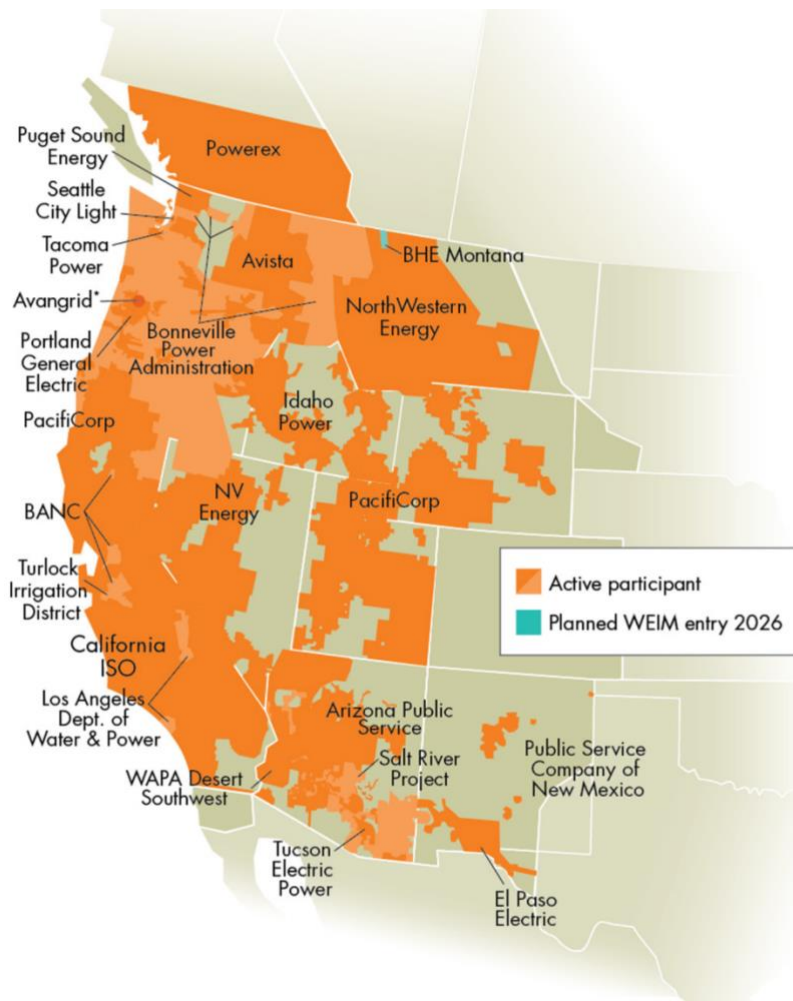 Powerex
Puget Sound
Energy
Seattle
City Light
Tacoma
Power
Avista
BHE Montana
Avangrid*
Bonneville
Power
Administration
NorthWestern
Energy
Portland
General
Electric
PacifiCorp
Idaho
Power
BANC
NV
Energy
PacifiCorp
Turlock
Irrigation
District
Active participant
Planned WEIM entry 2026
California
ISO
Los Angeles
Dept. of
Water & Power
Arizona Public
Service
Salt River
Project
Public Service
Company of
New Mexico
WAPA Desert
Southwest
Tucson
Electric
Power
El Paso
Electric